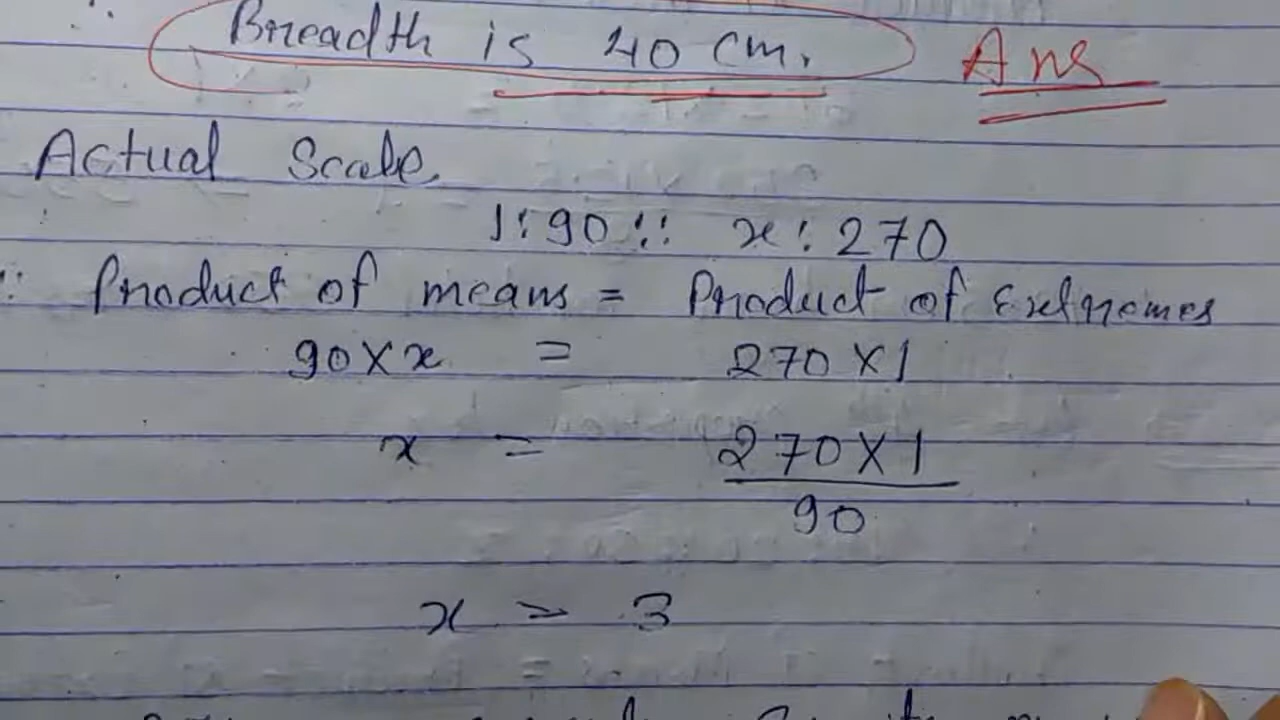 ∴ Breadth is 40 cm. Ans
Actual Scale
1:90 :: x:270
∵ Product of means = Product of Extremes
90 X x = 270 X 1
x = 270 X 1
90
x = 3